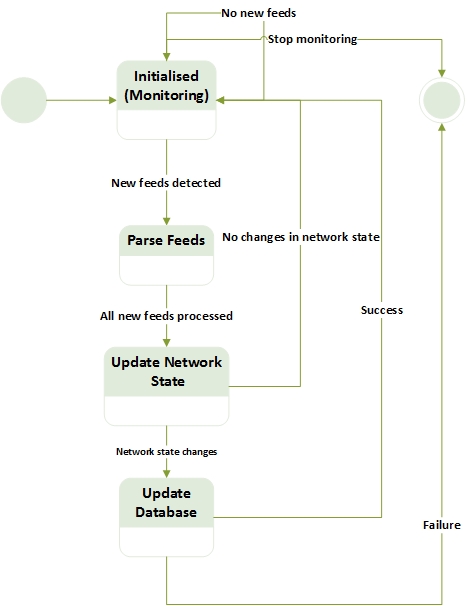 No new feeds
Stop monitoring
Initialised
(Monitoring)
New feeds detected
Parse Feeds
No changes in network state
All new feeds processed
Success
Update Network
State
Network state changes
Update
Database
Failure